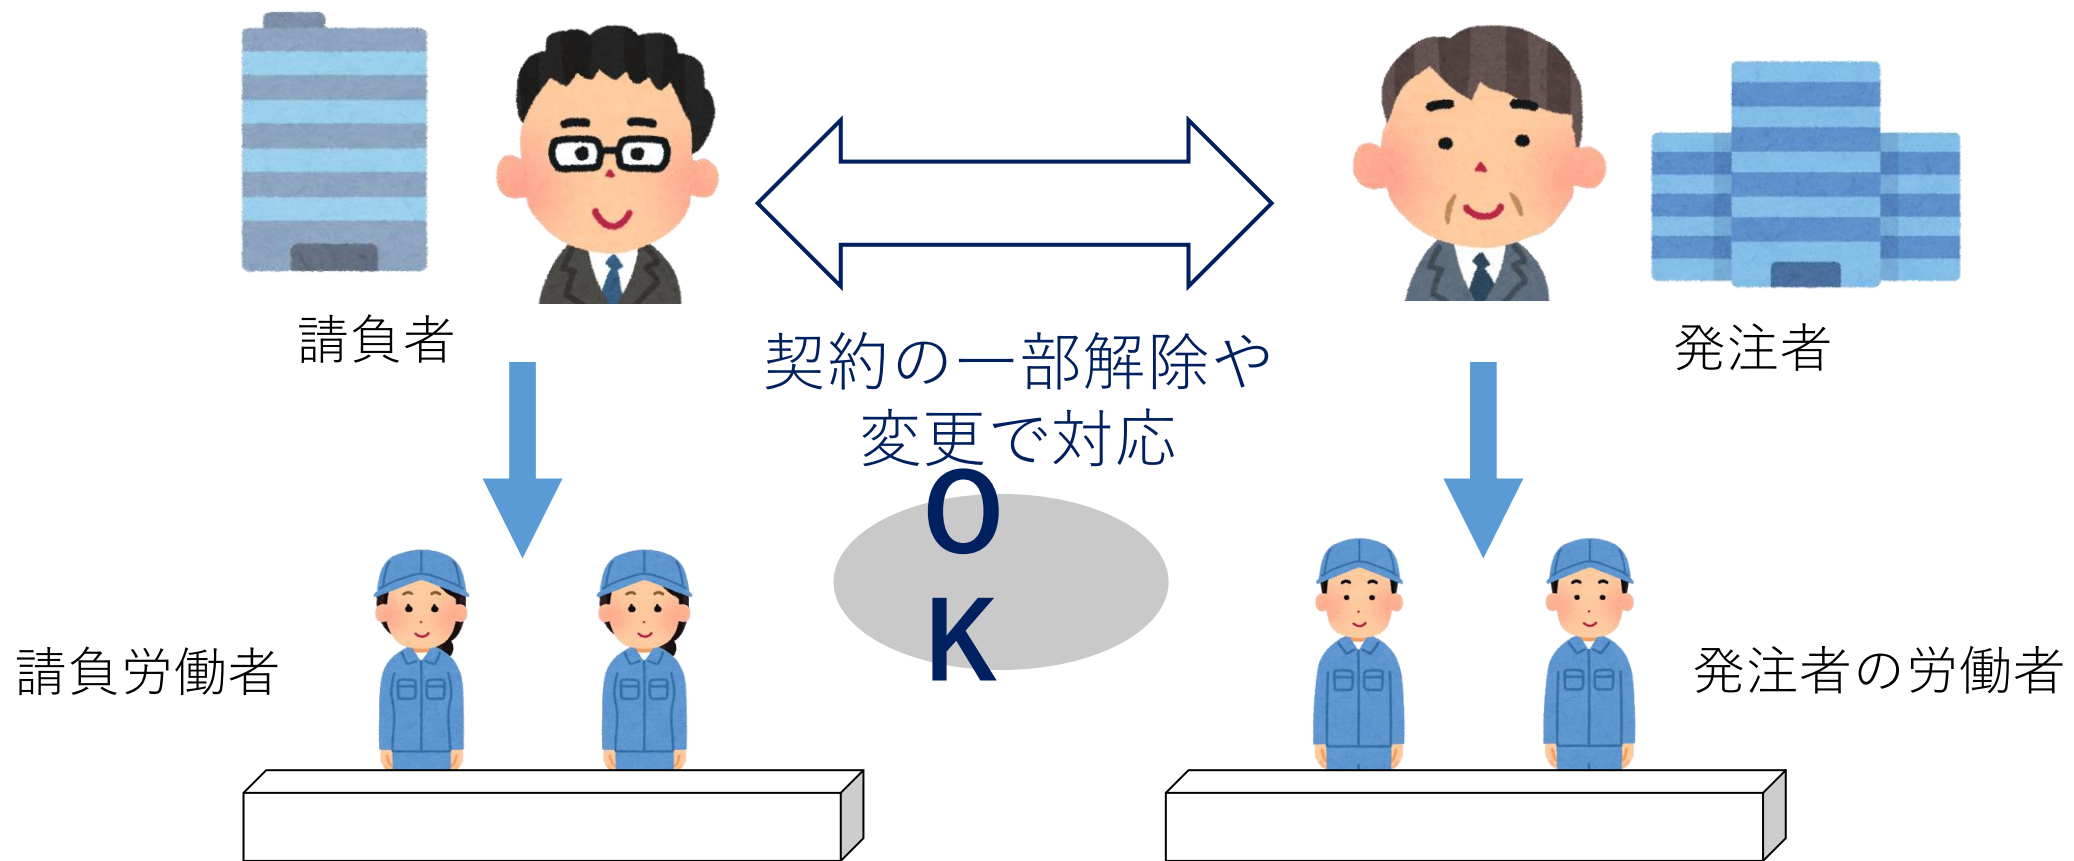 請負者
発注者
契約の一部解除や
変更で対応
O
K
請負労働者
発注者の労働者